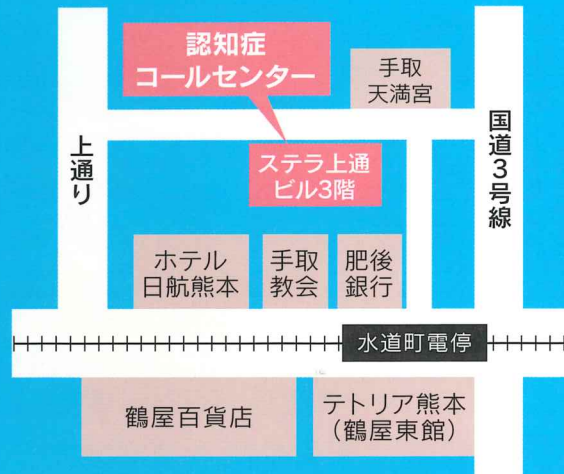 認知症
コールセンター
手取
天満宮
上通り
国道3号線
ステラ上通
ビル3階
ホテル
日航熊本
手取
教会
肥後
銀行
水道町電停
鶴屋百貨店
テトリア熊本
(鶴屋東館)